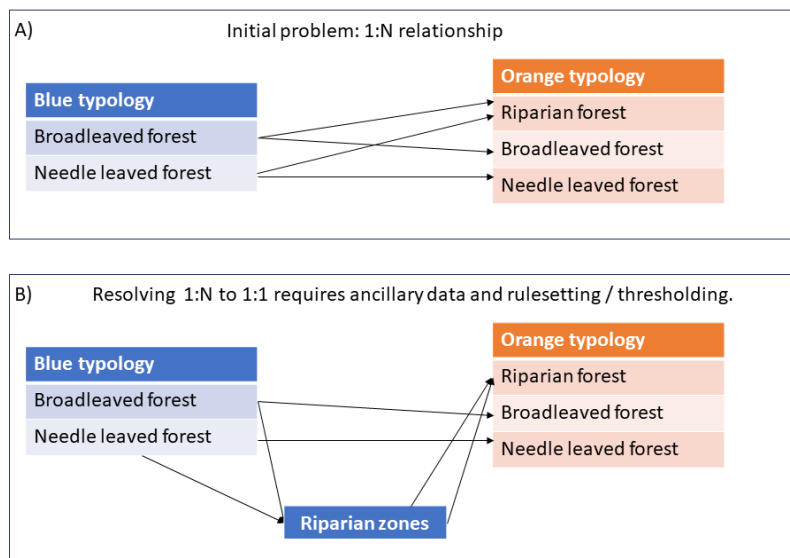 A)
Initial problem: 1:N relationship
Blue typology
Broadleaved forest
Needle leaved forest
Orange typology
Riparian forest
Broadleaved forest
Needle leaved forest
B)
Resolving 1:N to 1:1 requires ancillary data and rulesetting / thresholding.
Blue typology
Broadleaved forest
Needle leaved forest
Orange typology
Riparian forest
Broadleaved forest
Needle leaved forest
Riparian zones